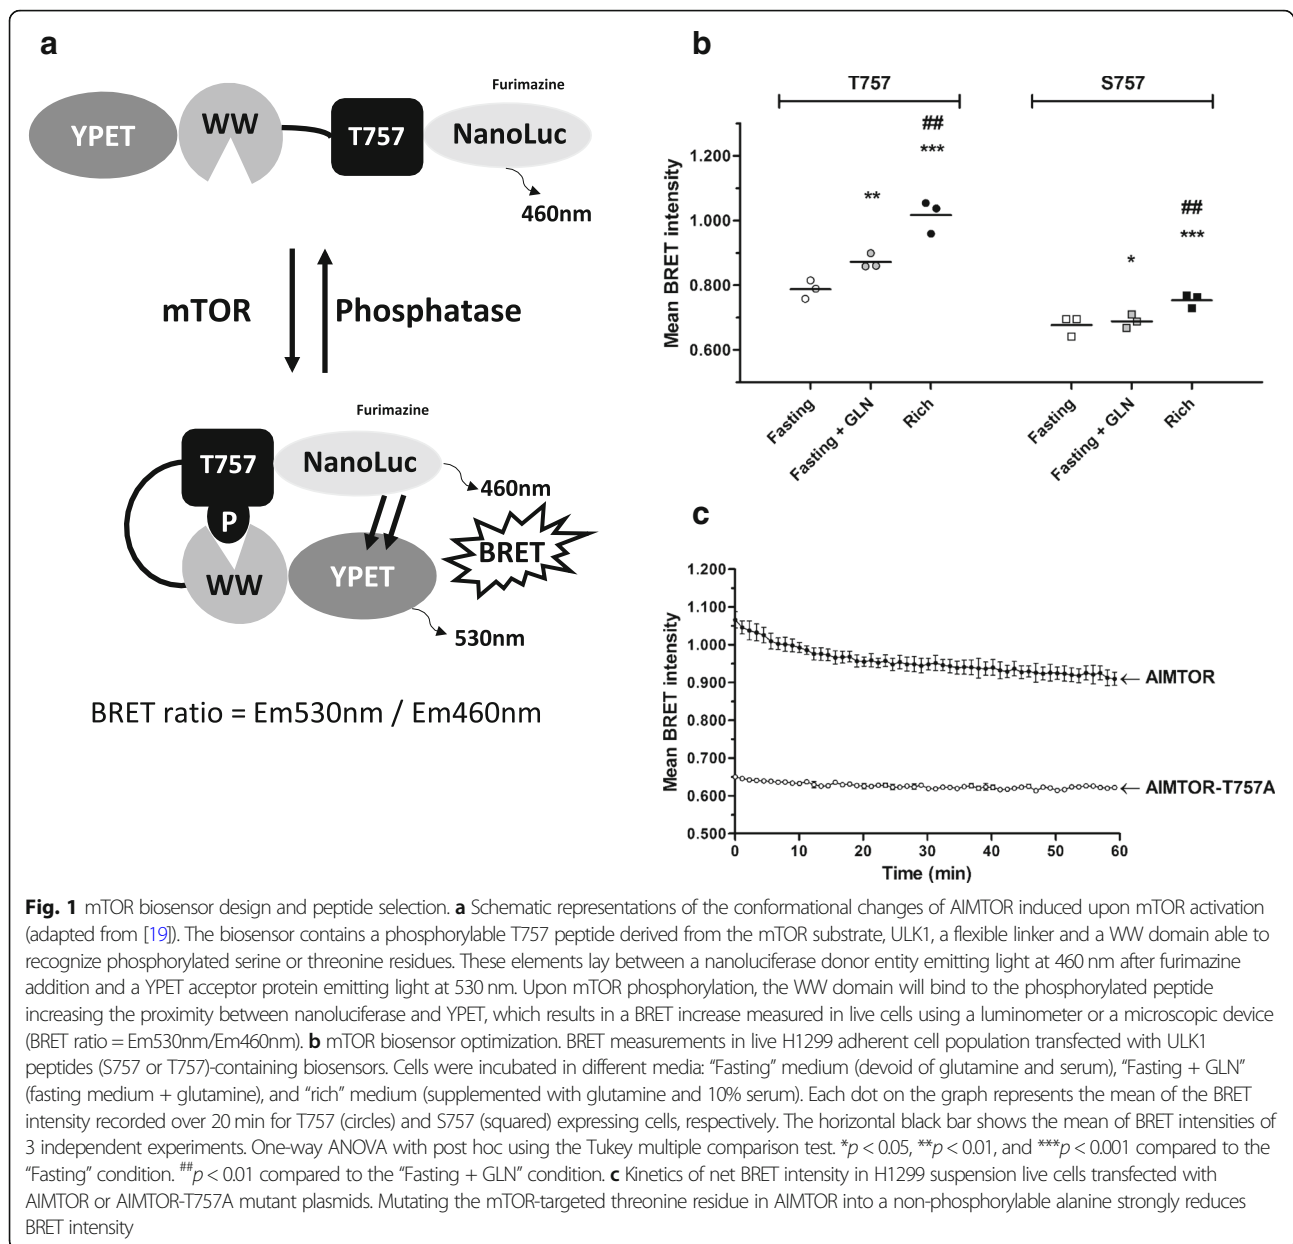 a
Furimazine
YPET
WW
T757
NanoLuc
460nm
mTOR
Phosphatase
Furimazine
T757
NanoLuc
460nm
P
BRET
WW
YPET
530nm
BRET ratio = Em530nm / Em460nm
b
T757
S757
Mean BRET intensity
1.200
1.000
0.800
0.600
##
***
**
##
***
*
Fasting
Fasting + GLN
Rich
Fasting
Fasting + GLN
Rich
c
Mean BRET intensity
1.200
1.100
1.000
0.900
0.800
0.700
0.600
0.500
AIMTOR
AIMTOR-T757A
0 10 20 30 40 50 60
Time (min)
Fig. 1 mTOR biosensor design and peptide selection. a Schematic representations of the conformational changes of AIMTOR induced upon mTOR activation
(adapted from [19]). The biosensor contains a phosphorylable T757 peptide derived from the mTOR substrate, ULK1, a flexible linker and a WW domain able to
recognize phosphorylated serine or threonine residues. These elements lay between a nanoluciferase donor entity emitting light at 460 nm after furimazine
addition and a YPET acceptor protein emitting light at 530 nm. Upon mTOR phosphorylation, the WW domain will bind to the phosphorylated peptide
increasing the proximity between nanoluciferase and YPET, which results in a BRET increase measured in live cells using a luminometer or a microscopic device
(BRET ratio = Em530nm/Em460nm). b mTOR biosensor optimization. BRET measurements in live H1299 adherent cell population transfected with ULK1
peptides (S757 or T757)-containing biosensors. Cells were incubated in different media: “Fasting” medium (devoid of glutamine and serum), “Fasting + GLN”
(fasting medium + glutamine), and “rich” medium (supplemented with glutamine and 10% serum). Each dot on the graph represents the mean of the BRET
intensity recorded over 20 min for T757 (circles) and S757 (squared) expressing cells, respectively. The horizontal black bar shows the mean of BRET intensities of
3 independent experiments. One-way ANOVA with post hoc using the Tukey multiple comparison test. *p < 0.05, **p < 0.01, and ***p < 0.001 compared to the
“Fasting” condition. ##p < 0.01 compared to the “Fasting + GLN” condition. c Kinetics of net BRET intensity in H1299 suspension live cells transfected with
AIMTOR or AIMTOR-T757A mutant plasmids. Mutating the mTOR-targeted threonine residue in AIMTOR into a non-phosphorylable alanine strongly reduces
BRET intensity